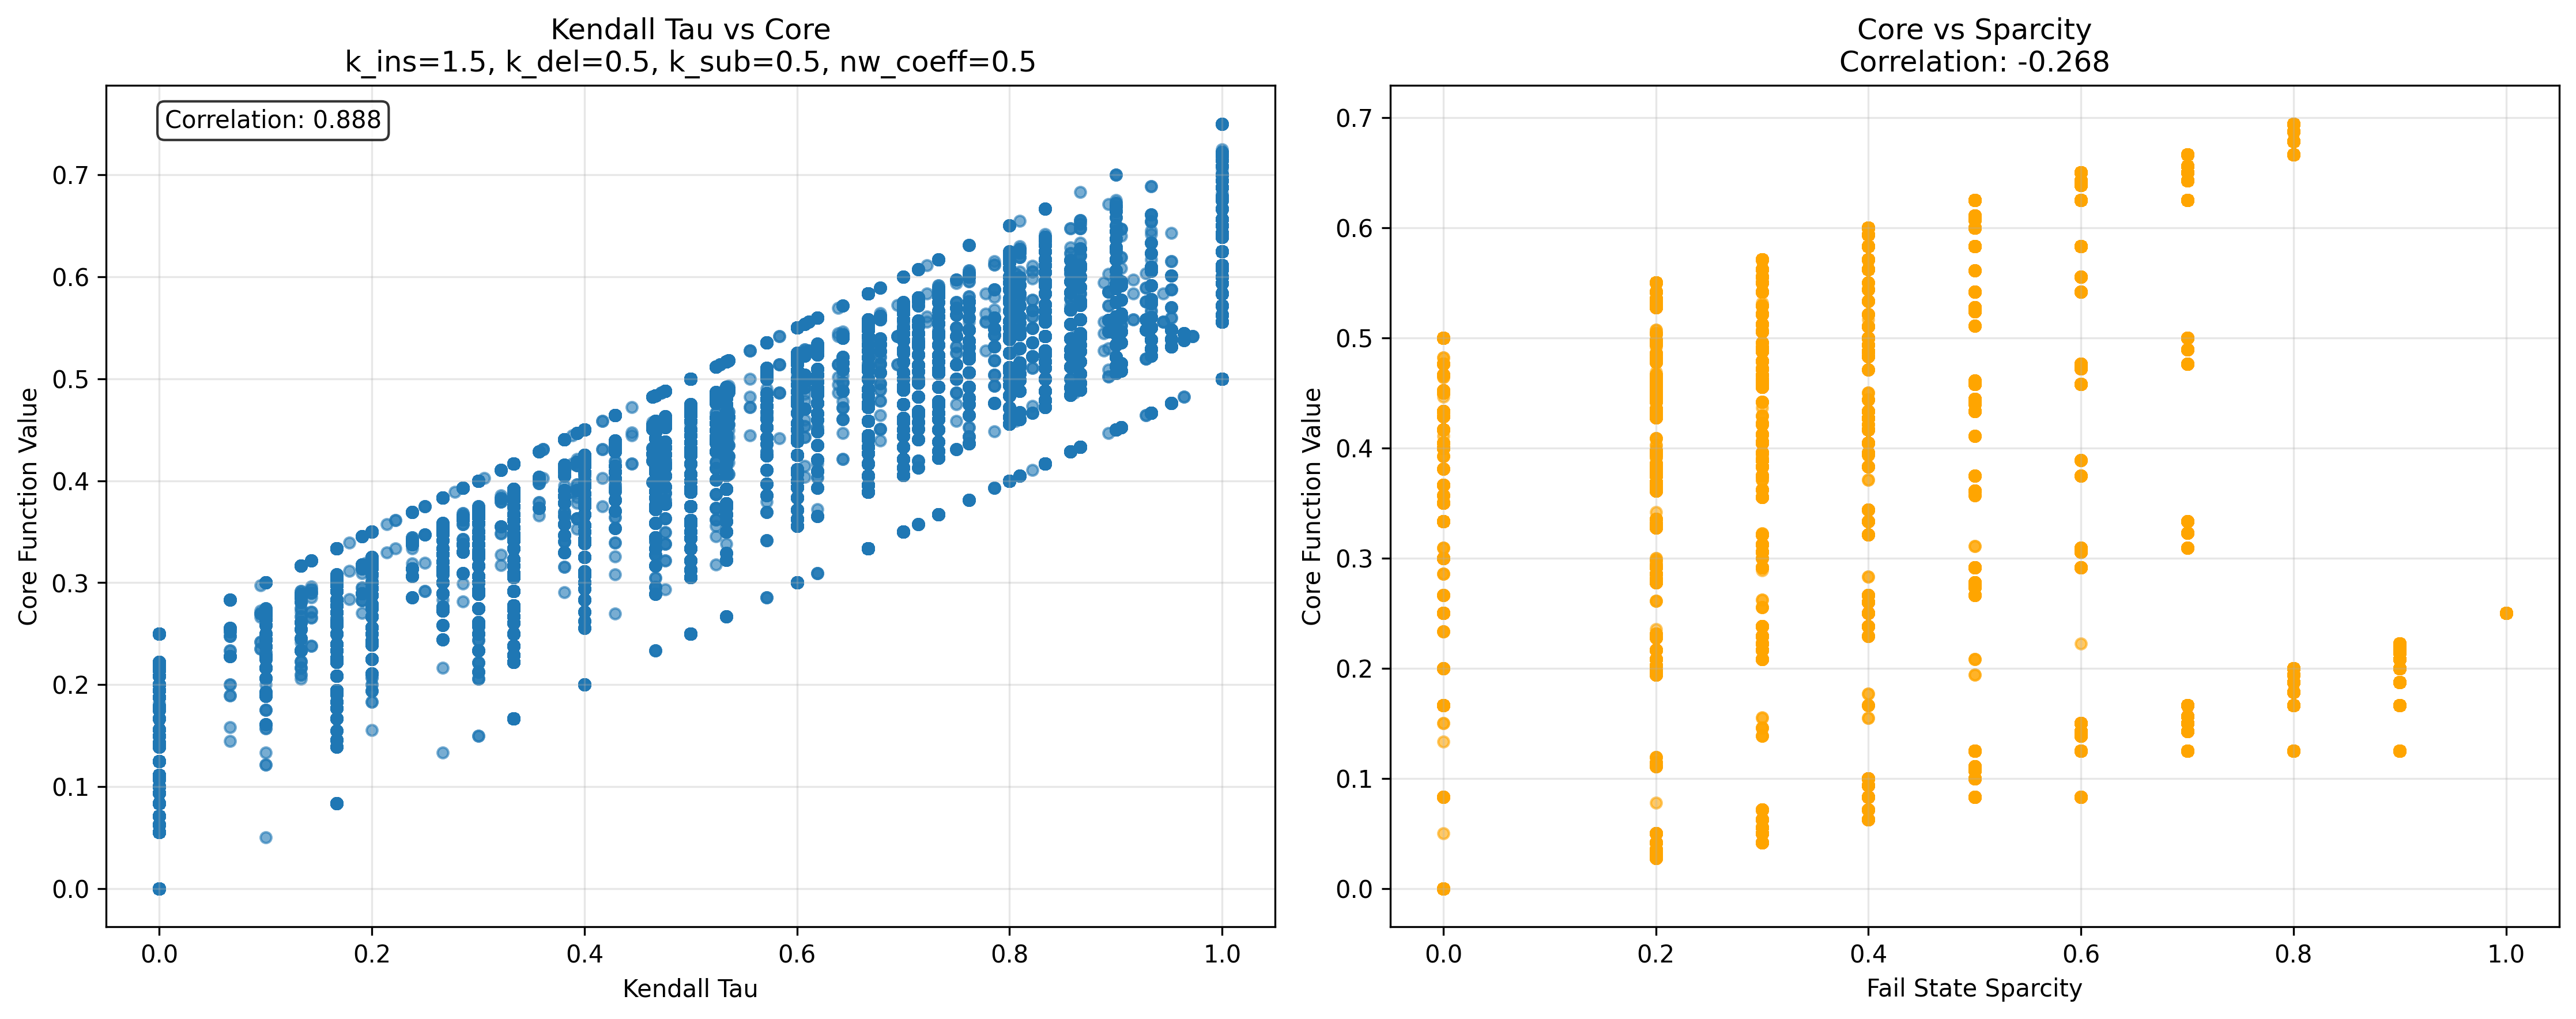 Kendall Tau vs Core
k_ins=1.5, k_del=0.5, k_sub=0.5, nw_coeff=0.5
Correlation: 0.888
Core Function Value
0.7
0.6
0.5
0.4
0.3
0.2
0.1
0.0
0.0 0.2 0.4 0.6 0.8 1.0
Kendall Tau
Core vs Sparcity
Correlation: -0.268
Core Function Value
0.7
0.6
0.5
0.4
0.3
0.2
0.1
0.0
0.0 0.2 0.4 0.6 0.8 1.0
Fail State Sparcity